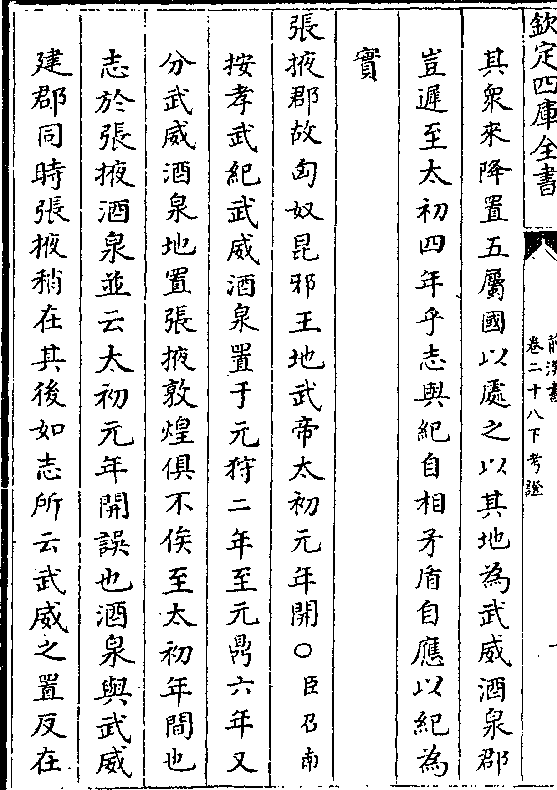 欽定四庫全書
前漢書
卷二十八下考證
其衆來降置五屬國以處之以其地為武威酒泉郡
豈遲至太初四年乎志與紀自相矛盾自應以紀為
實
張掖郡故匈奴昆邪王地武帝太初元年開○臣召南
按孝武紀武威酒泉置于元狩二年至元鼎六年又
分武威酒泉地置張掖敦煌俱不俟至太初年間也
志於張掖酒泉並云太初元年開誤也酒泉與武威
建郡同時張掖稍在其後如志所云武威之置反在